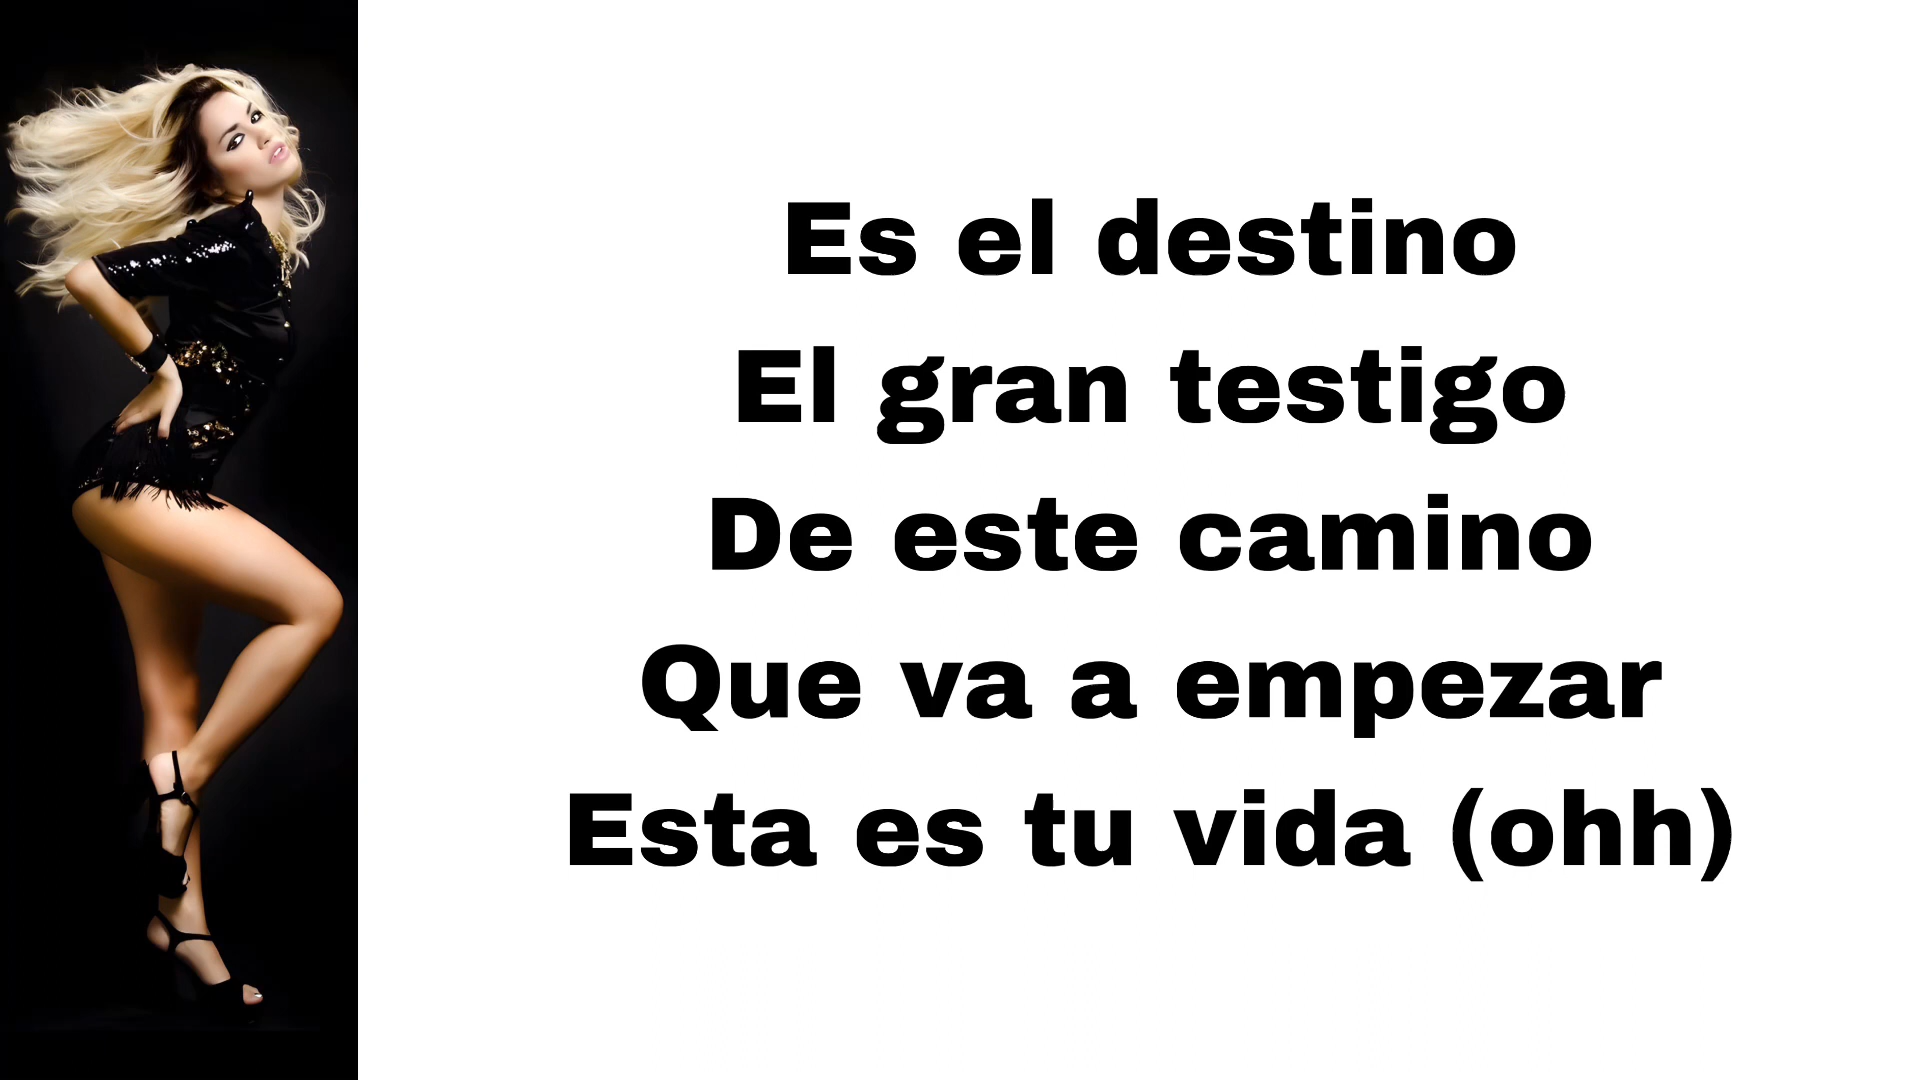 Es el destino
El gran testigo
De este camino
Que va a empezar
Esta es tu vida (ohh)